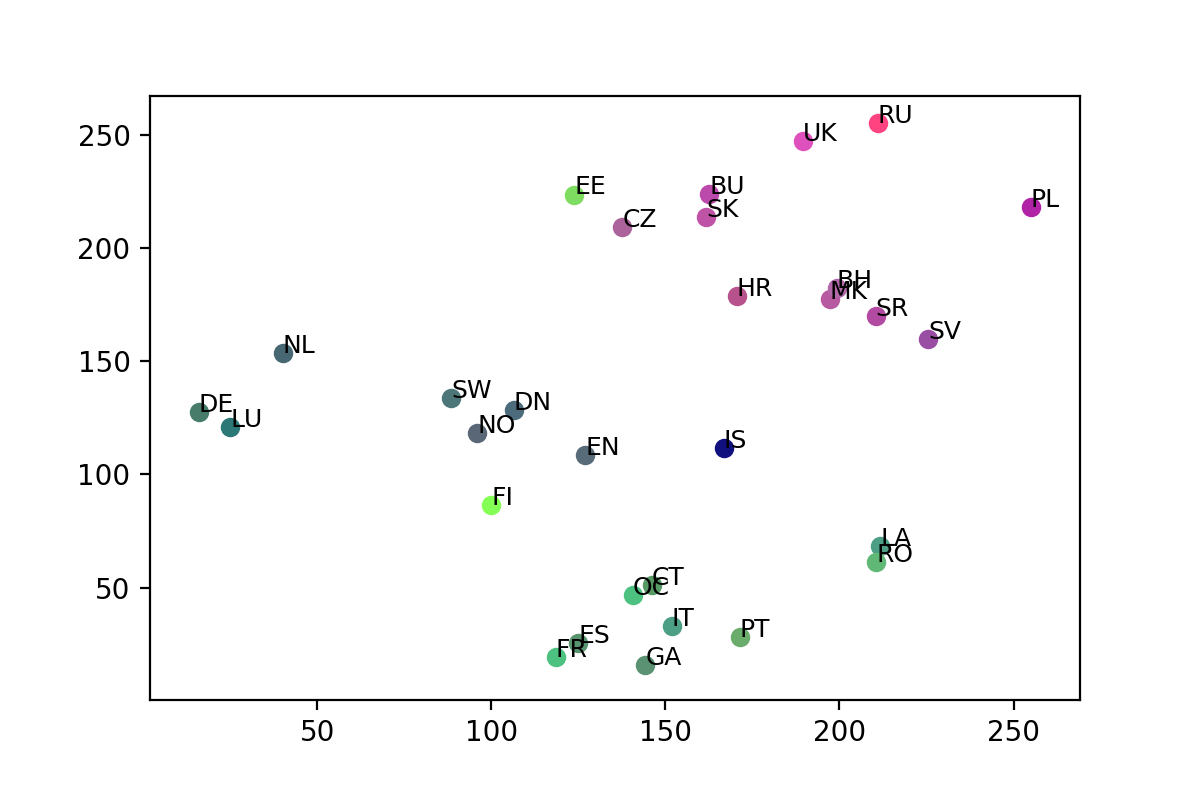 RU
UK
250
EE
BU
PL
SK
CZ
200
BH
HR
MK
SR
SV
NL
150
SW
DE
DN
LU
NO
IS
EN
100
FI
LA
RO
CT
OC
50
IT
PT
ES
FR
GA
50
100
150
200
250